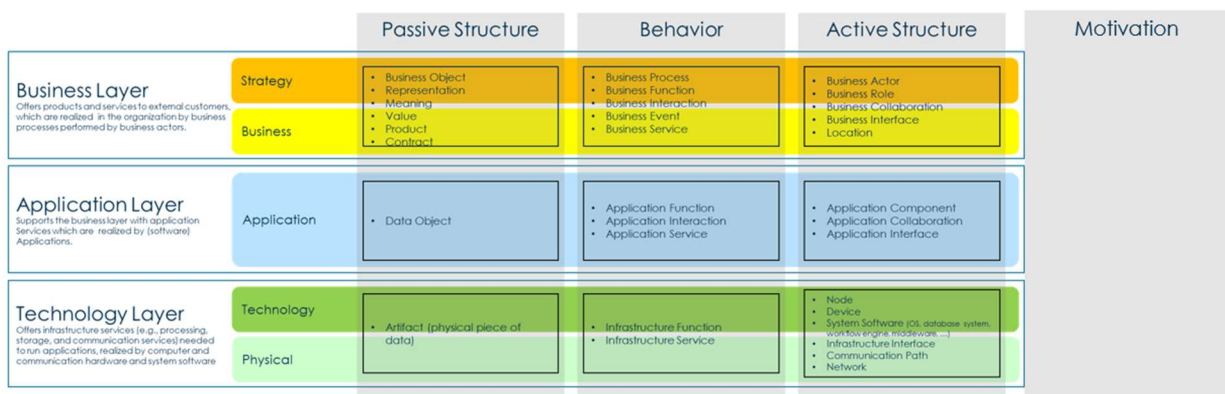 Passive Structure
Behavior
Active Structure
Motivation
Business Layer
Offers products and services to external customers,
which are realized in the organization by business
processes performed by business actors.
Strategy
Business
• Business Object
• Representation
• Meaning
• Value
• Product
• Contract
• Business Process
• Business Function
• Business Interaction
• Business Event
• Business Service
• Business Actor
• Business Role
• Business Collaboration
• Business Interface
• Location
Application Layer
Supports the business layer with application
Services which are realized by (software)
Applications.
Application
• Data Object
• Application Function
• Application Interaction
• Application Service
• Application Component
• Application Collaboration
• Application Interface
Technology Layer
Offers infrastructure services (e.g., processing,
storage, and communication services) needed
to run applications, realized by computer and
communication hardware and system software
Technology
Physical
• Artifact (physical piece of
data)
• Infrastructure Function
• Infrastructure Service
• Node
• Device
• System Software (OS, database system,
workflow engine, middleware, ...)
• Infrastructure Interface
• Communication Path
• Network